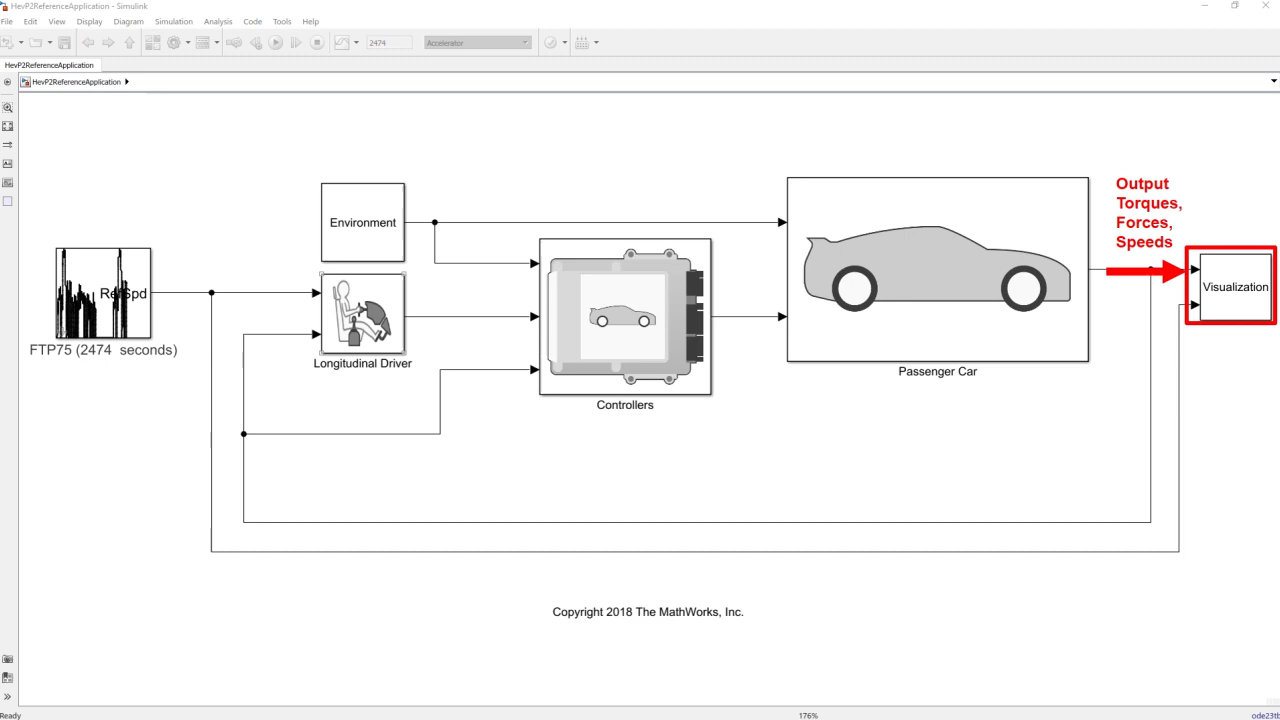 HevP2ReferenceApplication - Simulink
File Edit View Display Diagram Simulation Analysis Code Tools Help
2474 Accelerator
HevP2ReferenceApplication
HevP2ReferenceApplication
Output
Torques,
Forces,
Speeds
Environment
RefSpd
FTP75 (2474 seconds)
Longitudinal Driver
Controllers
Passenger Car
Visualization
Copyright 2018 The MathWorks, Inc.
Ready 176% ode23tb